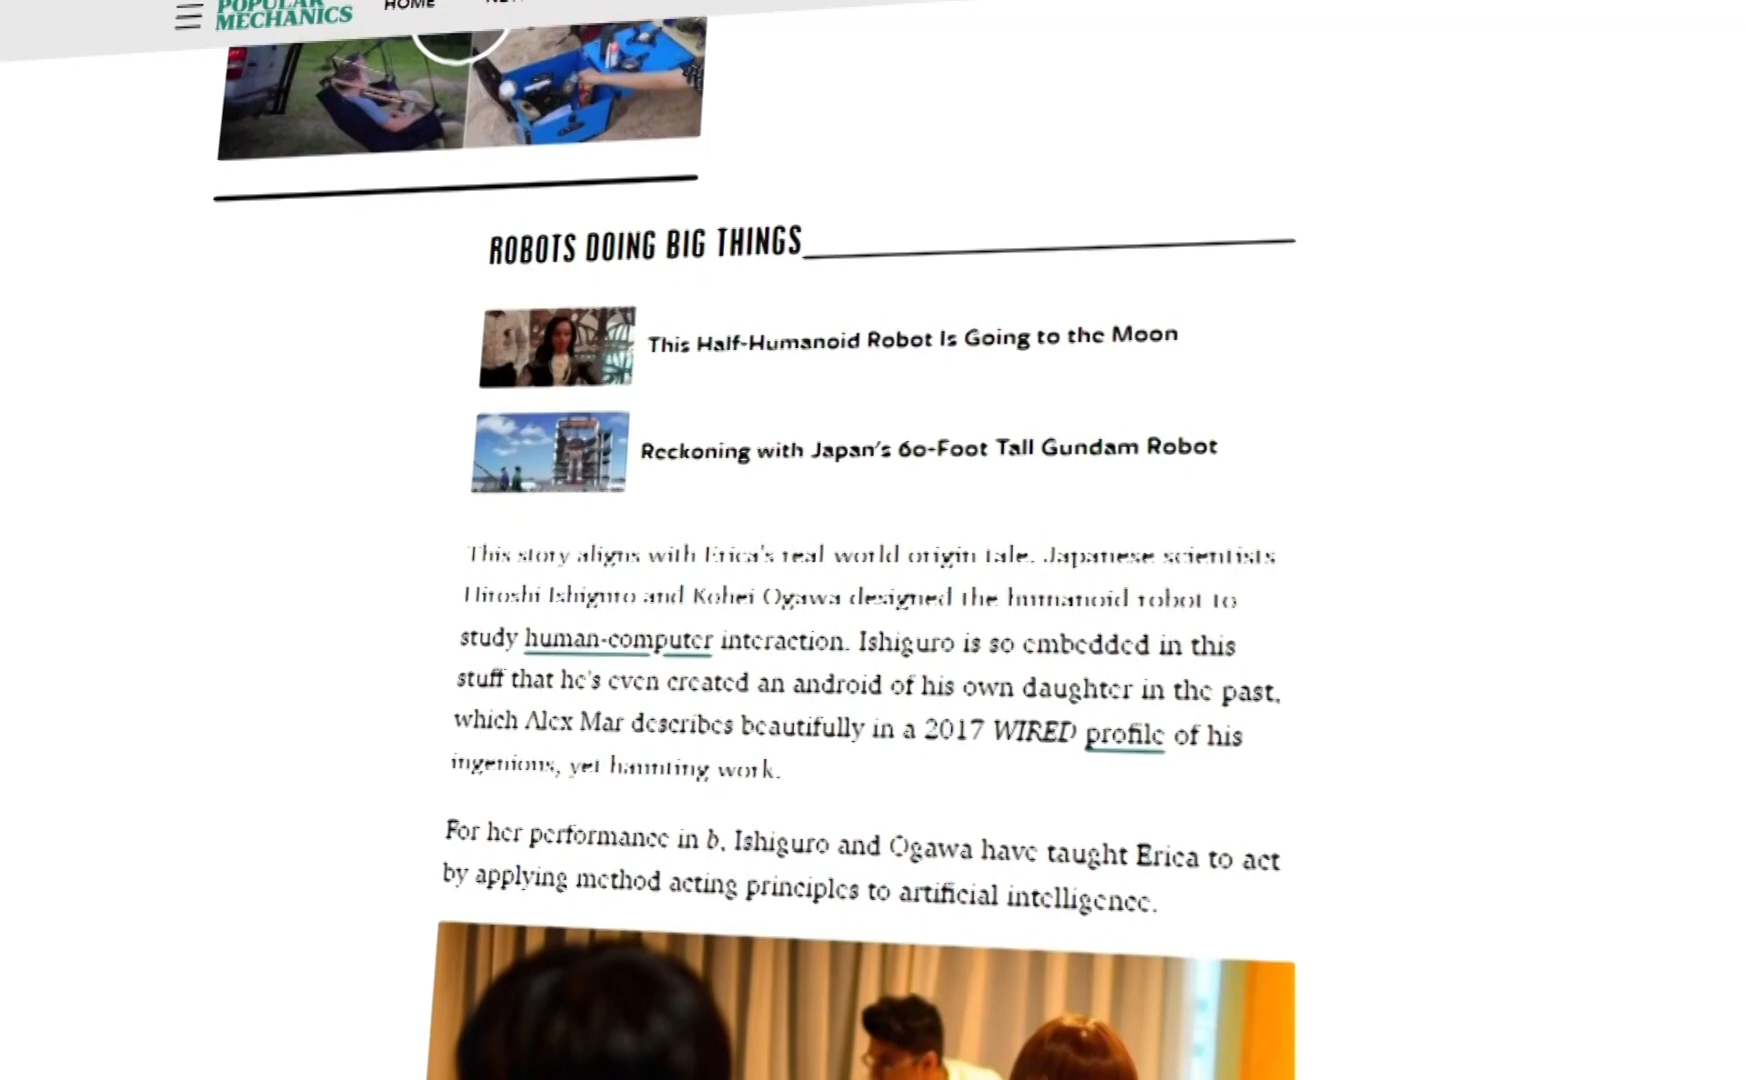 POPULAR
MECHANICS
HOME
ROBOTS DOING BIG THINGS
This Half-Humanoid Robot Is Going to the Moon
Reckoning with Japan's 60-Foot Tall Gundam Robot
This story aligns with Erica's real world origin tale. Japanese scientists
Hiroshi Ishiguro and Kohei Ogawa designed the humanoid robot to
study human-computer interaction. Ishiguro is so embedded in this
stuff that he's even created an android of his own daughter in the past,
which Alex Mar describes beautifully in a 2017 WIRED profile of his
ingenious, yet haunting work.
For her performance in b, Ishiguro and Ogawa have taught Erica to act
by applying method acting principles to artificial intelligence.